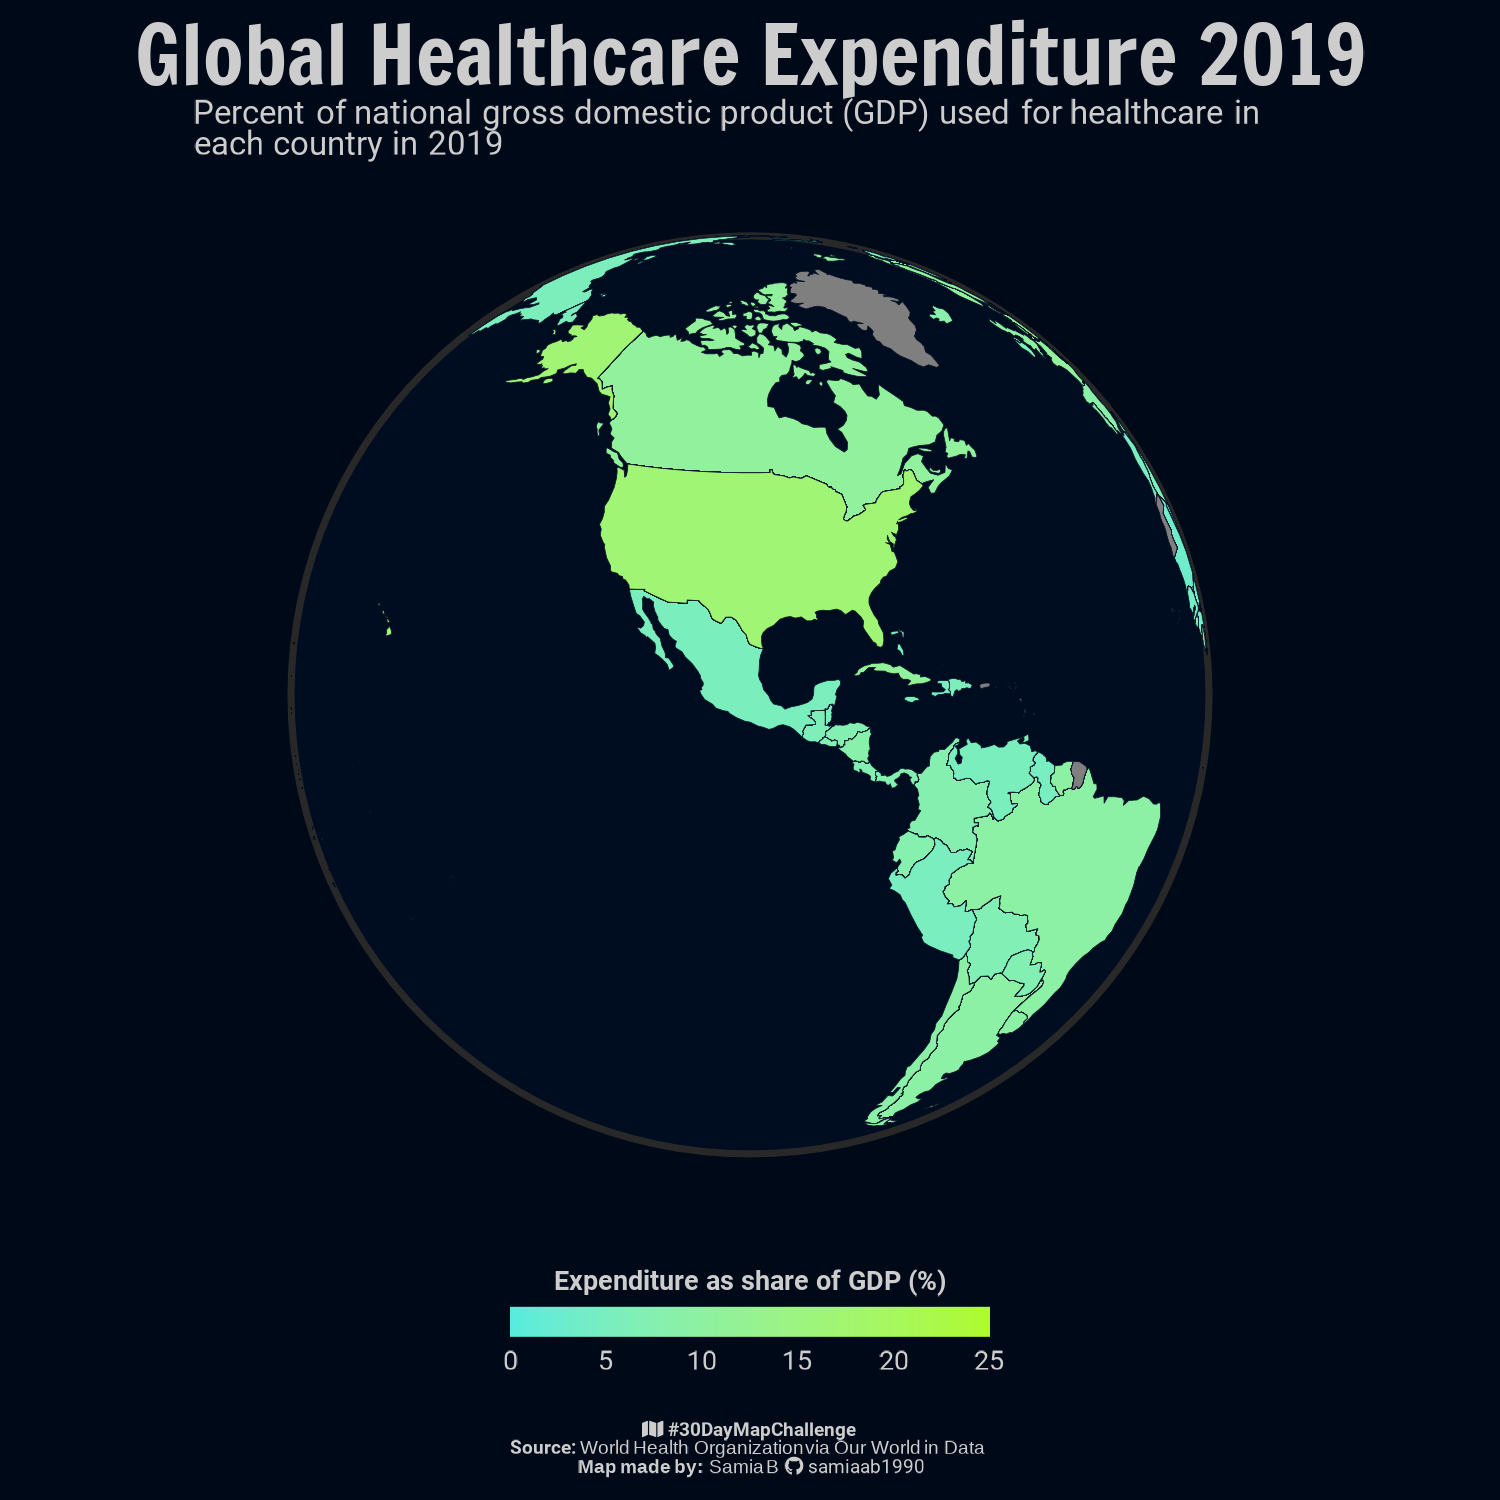 Global Healthcare Expenditure 2019
Percent of national gross domestic product (GDP) used for healthcare in
each country in 2019
Expenditure as share of GDP (%)
0 5 10 15 20 25
#30DayMapChallenge
Source: World Health Organization via Our World in Data
Map made by: Samia B samiaab1990